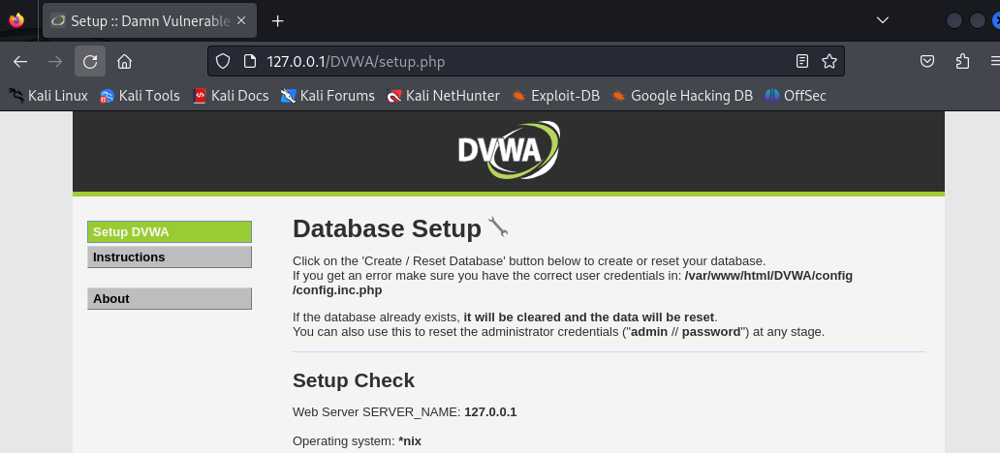 Setup :: Damn Vulnerable
127.0.0.1/DVWA/setup.php
Kali Linux Kali Tools Kali Docs Kali Forums Kali NetHunter Exploit-DB Google Hacking DB OffSec
DVWA
Setup DVWA
Instructions
About
Database Setup
Click on the 'Create / Reset Database' button below to create or reset your database.
If you get an error make sure you have the correct user credentials in: /var/www/html/DVWA/config
/config.inc.php
If the database already exists, it will be cleared and the data will be reset.
You can also use this to reset the administrator credentials ("admin // password") at any stage.
Setup Check
Web Server SERVER_NAME: 127.0.0.1
Operating system: *nix